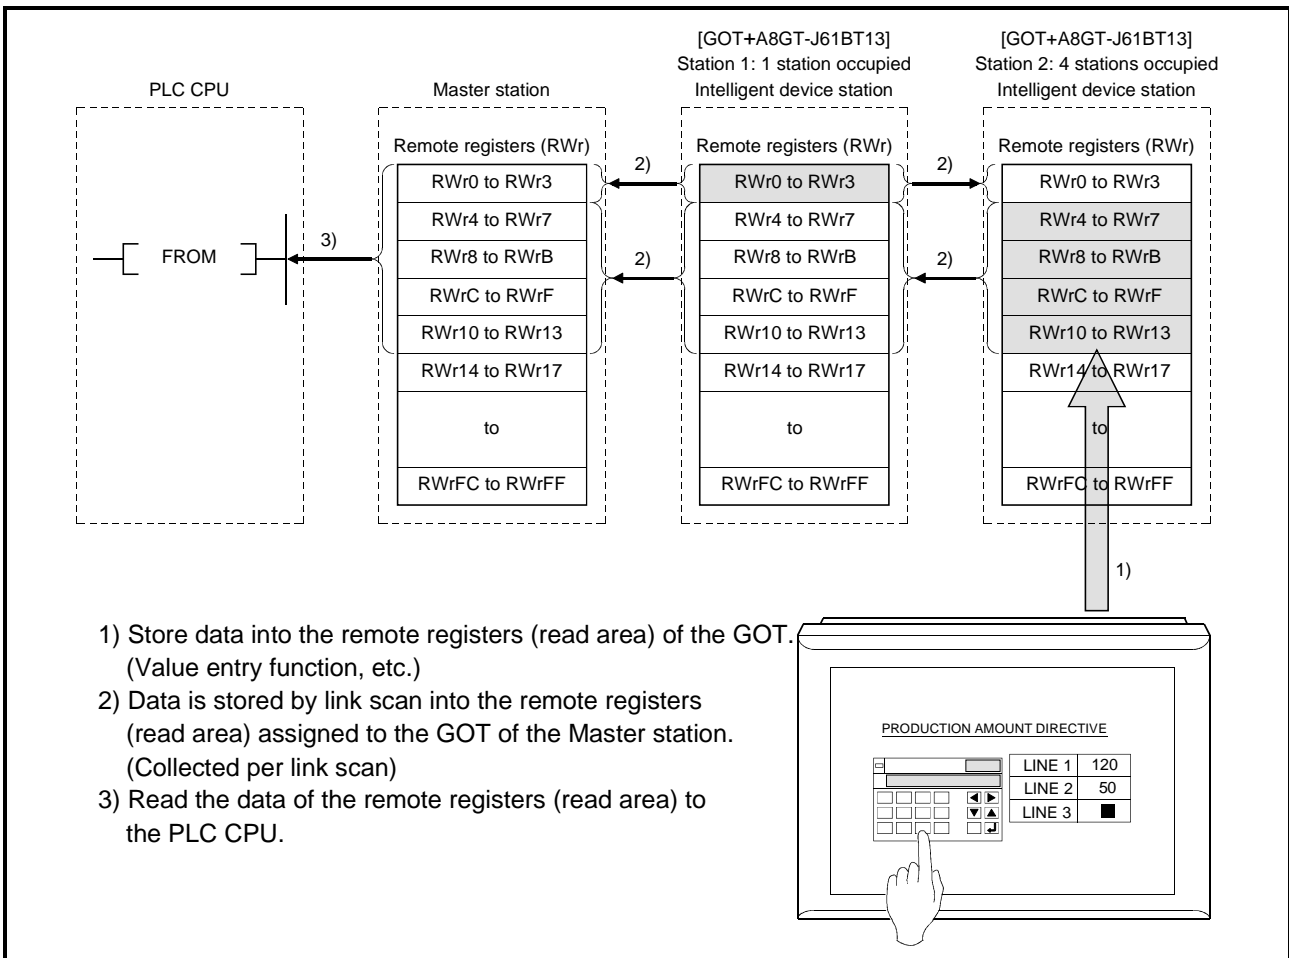 [GOT+A8GT-J61BT13]
Station 1: 1 station occupied
Intelligent device station
[GOT+A8GT-J61BT13]
Station 2: 4 stations occupied
Intelligent device station
PLC CPU
Master station
Remote registers (RWr)
Remote registers (RWr)
Remote registers (RWr)
RWr0 to RWr3
2)
RWr0 to RWr3
2)
RWr0 to RWr3
RWr4 to RWr7
RWr4 to RWr7
RWr4 to RWr7
FROM
3)
RWr8 to RWrB
2)
RWr8 to RWrB
2)
RWr8 to RWrB
RWrC to RWrF
RWrC to RWrF
RWrC to RWrF
RWr10 to RWr13
RWr10 to RWr13
RWr10 to RWr13
RWr14 to RWr17
RWr14 to RWr17
RWr14 to RWr17
to
to
to
RWrFC to RWrFF
RWrFC to RWrFF
RWrFC to RWrFF
1)
1) Store data into the remote registers (read area) of the GOT.
(Value entry function, etc.)
2) Data is stored by link scan into the remote registers
(read area) assigned to the GOT of the Master station.
(Collected per link scan)
3) Read the data of the remote registers (read area) to
the PLC CPU.
PRODUCTION AMOUNT DIRECTIVE
LINE 1 120
LINE 2 50
LINE 3